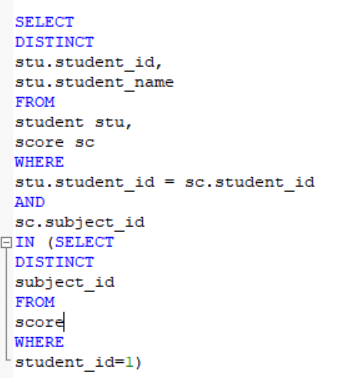 SELECT
DISTINCT
stu.student_id,
stu.student_name
FROM
student stu,
score sc
WHERE
stu.student_id = sc.student_id
AND
sc.subject_id
IN (SELECT
DISTINCT
subject_id
FROM
score
WHERE
student_id=1)